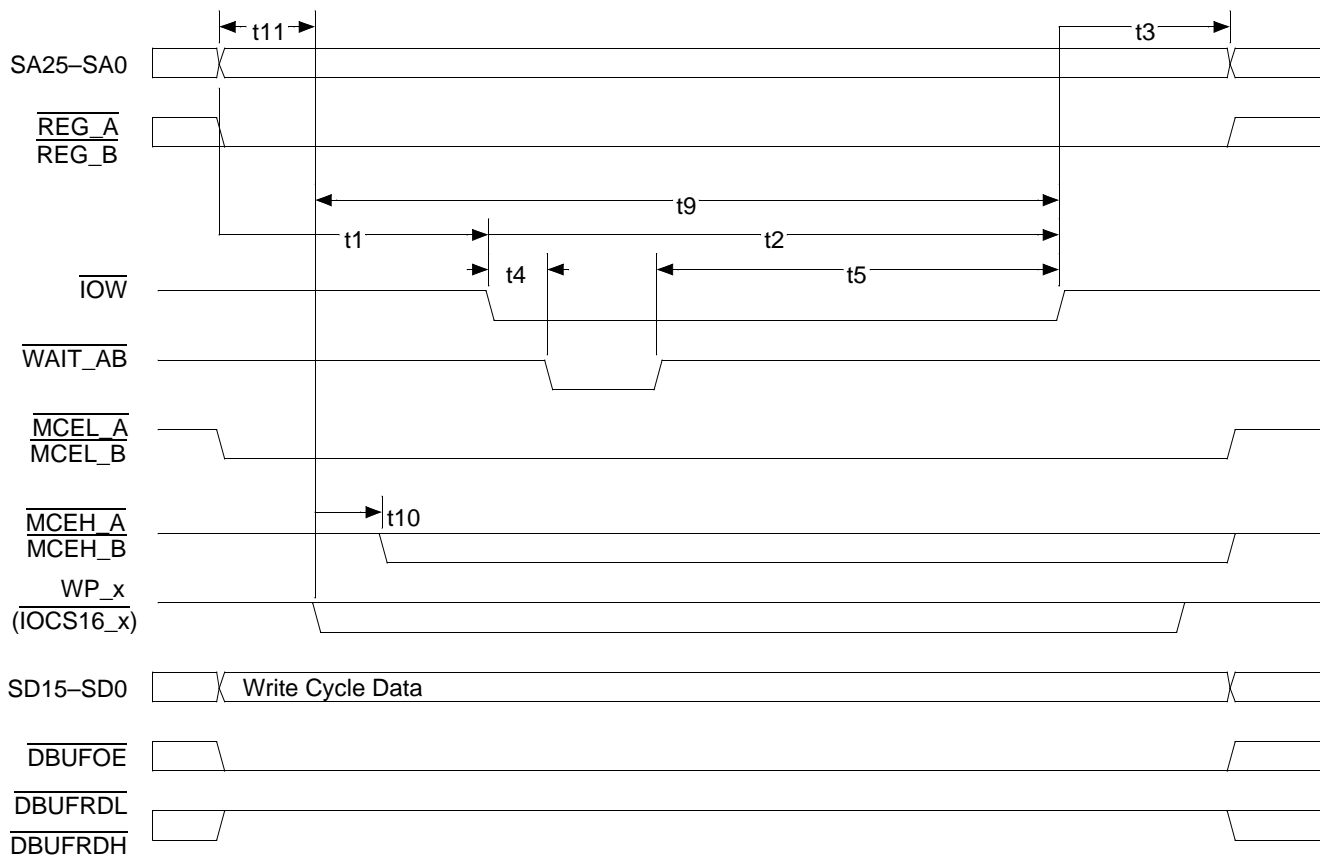 t11
t3
SA25–SA0
REG_A
REG_B
t9
t1
t2
t4
t5
IOW
WAIT_AB
MCEL_A
MCEL_B
t10
MCEH_A
MCEH_B
WP_x
(IOCS16_x)
SD15–SD0
Write Cycle Data
DBUFOE
DBUFRDL
DBUFRDH